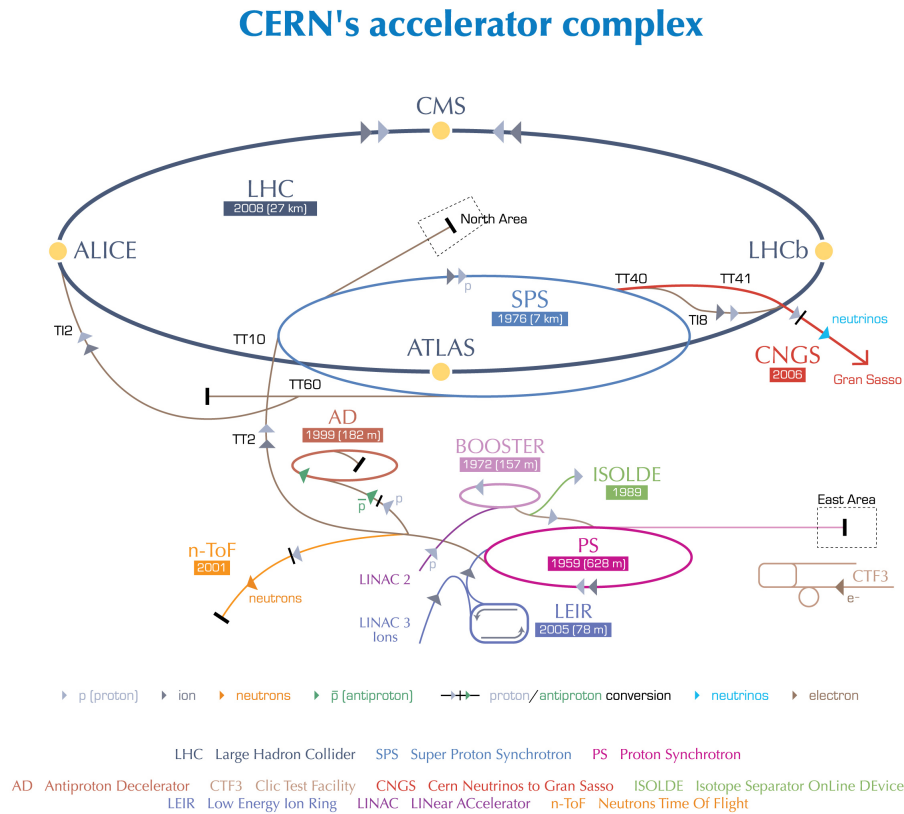 CERN's accelerator complex
CMS
LHC
2008 (27 km)
North Area
ALICE
LHCb
TT40
TT41
SPS
1976 (7 km)
p
TI8
neutrinos
TI2
TT10
ATLAS
CNGS
2006
Gran Sasso
TT60
AD
1999 (182 m)
TT2
BOOSTER
1972 (157 m)
ISOLDE
1989
p̅
p
East Area
n-ToF
2001
PS
1959 (628 m)
LINAC 2
p
neutrons
CTF3
e-
LINAC 3
Ions
LEIR
2005 (78 m)
p (proton) ion neutrons p̅ (antiproton) proton/antiproton conversion neutrinos electron
LHC Large Hadron Collider SPS Super Proton Synchrotron PS Proton Synchrotron
AD Antiproton Decelerator CTF3 Clic Test Facility CNGS Cern Neutrinos to Gran Sasso ISOLDE Isotope Separator OnLine DEvice
LEIR Low Energy Ion Ring LINAC LINear ACcelerator n-ToF Neutrons Time Of Flight